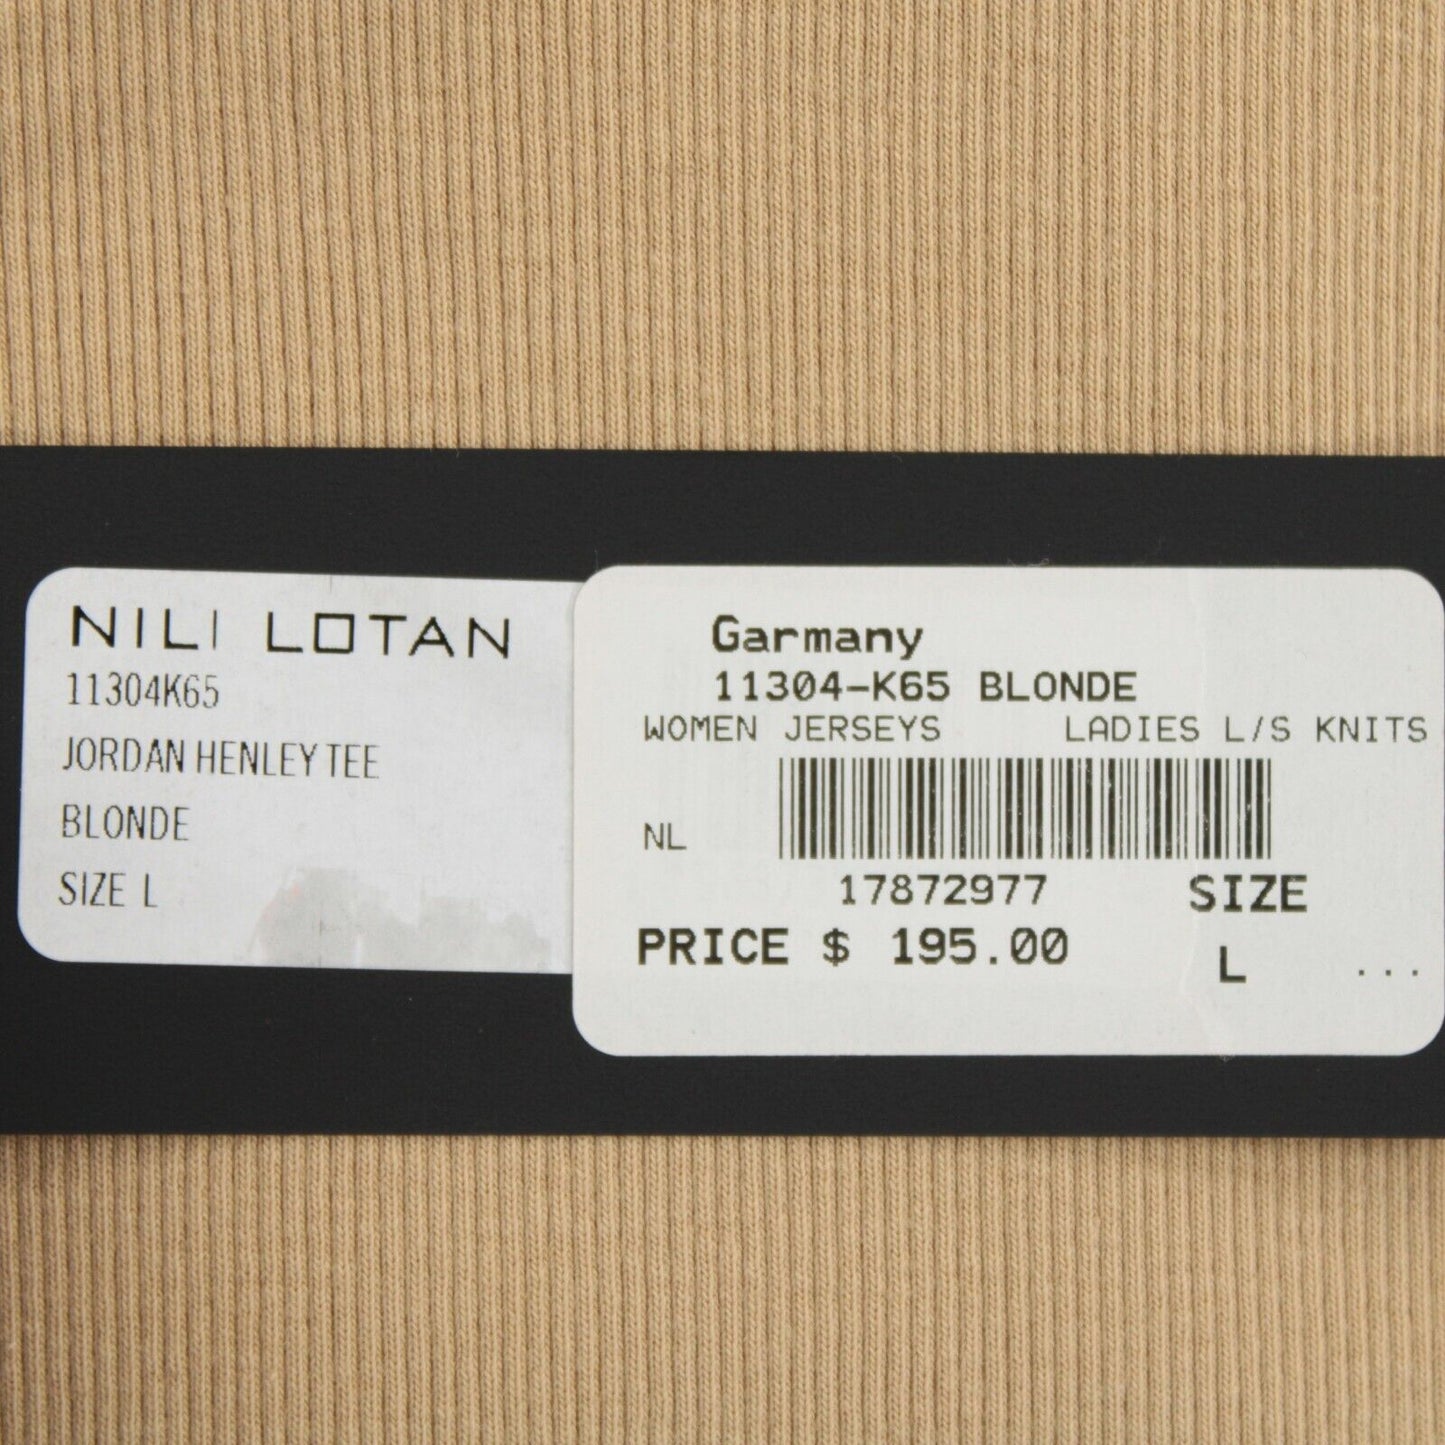 NILI LOTAN
11304K65
JORDAN HENLEY TEE
BLONDE
SIZE L
Garmany
11304-K65 BLONDE
WOMEN JERSEYS LADIES L/S KNITS
NL
17872977
SIZE
PRICE $ 195.00
L ...